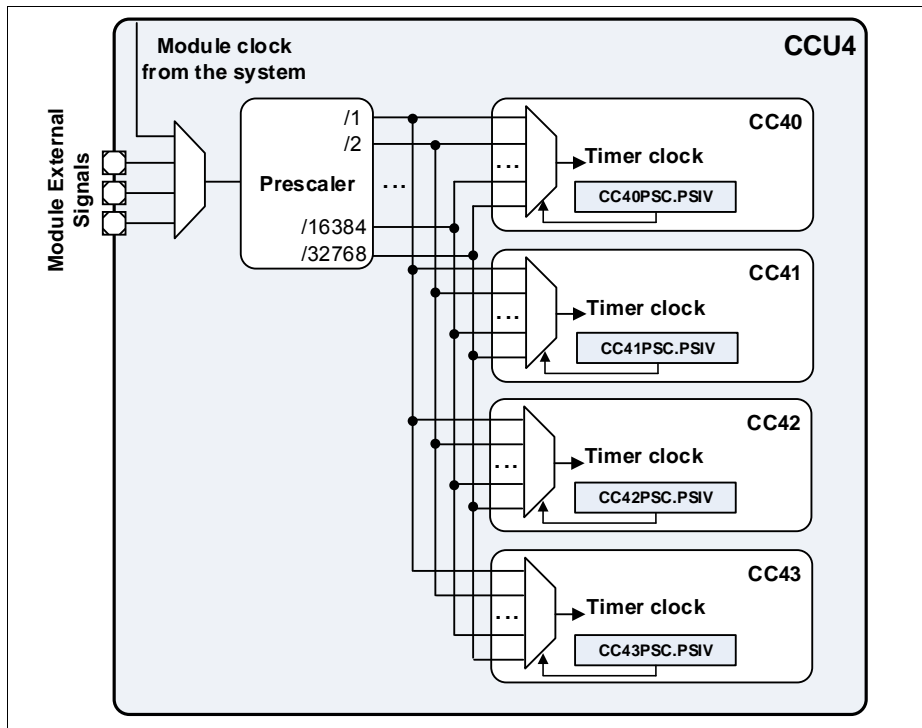 CCU4
Module clock
from the system
Module External
Signals
Prescaler
/1
/2
...
/16384
/32768
CC40
...
Timer clock
CC40PSC.PSIV
CC41
...
Timer clock
CC41PSC.PSIV
CC42
...
Timer clock
CC42PSC.PSIV
CC43
...
Timer clock
CC43PSC.PSIV